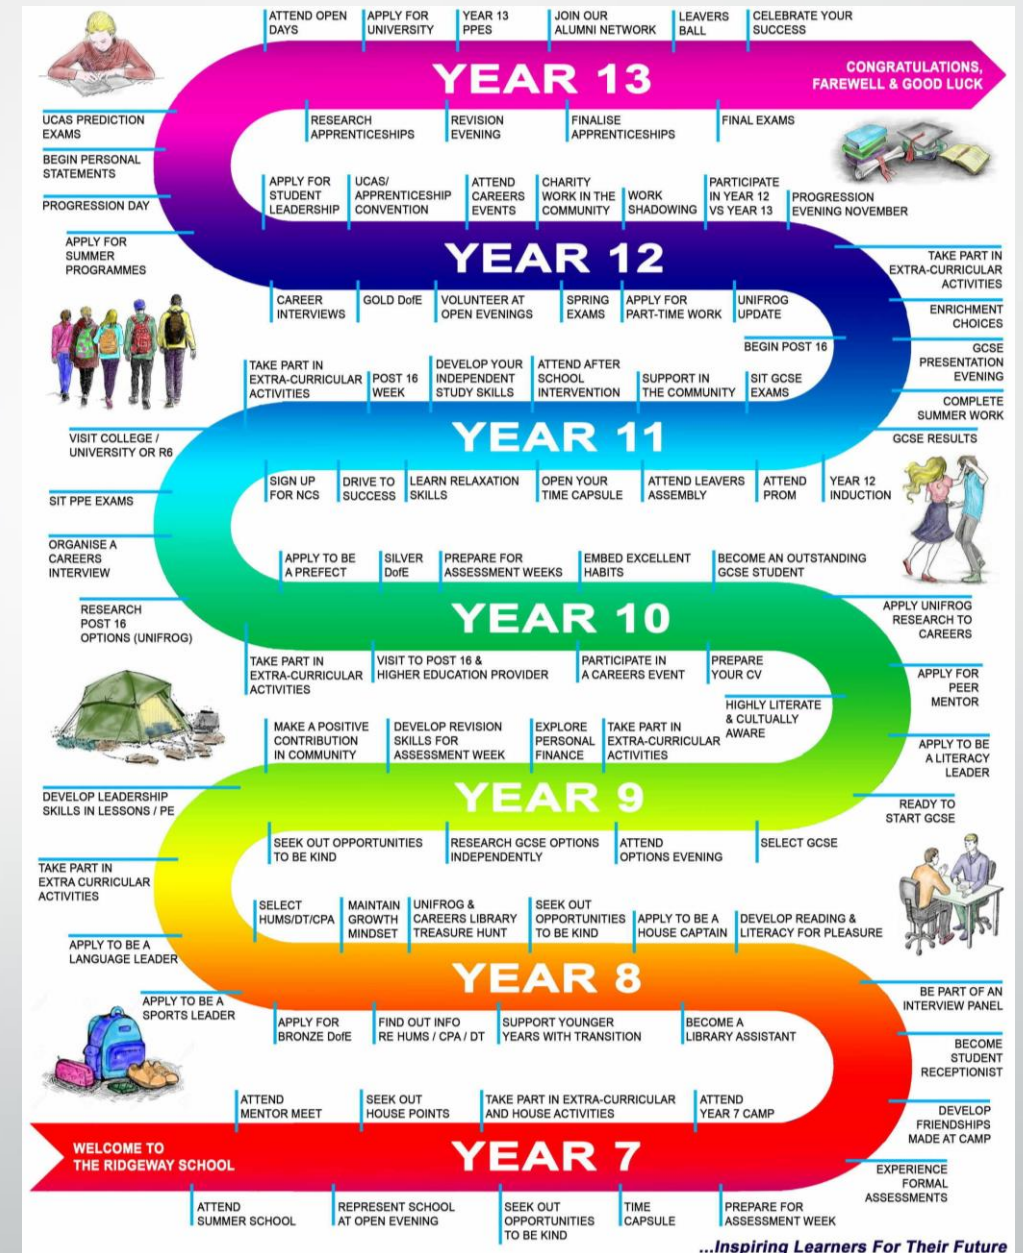 ATTEND OPEN
DAYS
APPLY FOR
UNIVERSITY
YEAR 13
PPES
JOIN OUR
ALUMNI NETWORK
LEAVERS
BALL
CELEBRATE YOUR
SUCCESS
YEAR 13
CONGRATULATIONS,
FAREWELL & GOOD LUCK
UCAS PREDICTION
EXAMS
RESEARCH
APPRENTICESHIPS
REVISION
EVENING
FINALISE
APPRENTICESHIPS
FINAL EXAMS
BEGIN PERSONAL
STATEMENTS
PROGRESSION DAY
APPLY FOR
SUMMER
PROGRAMMES
APPLY FOR
STUDENT
LEADERSHIP
UCAS/
APPRENTICESHIP
CONVENTION
ATTEND
CAREERS
EVENTS
CHARITY
WORK IN THE
COMMUNITY
WORK
SHADOWING
PARTICIPATE
IN YEAR 12
VS YEAR 13
PROGRESSION
EVENING NOVEMBER
YEAR 12
TAKE PART IN
EXTRA-CURRICULAR
ACTIVITIES
CAREER
INTERVIEWS
GOLD DofE
VOLUNTEER AT
OPEN EVENINGS
SPRING
EXAMS
APPLY FOR
PART-TIME WORK
UNIFROG
UPDATE
ENRICHMENT
CHOICES
BEGIN POST 16
GCSE
PRESENTATION
EVENING
COMPLETE
SUMMER WORK
GCSE RESULTS
TAKE PART IN
EXTRA-CURRICULAR
ACTIVITIES
POST 16
WEEK
DEVELOP YOUR
INDEPENDENT
STUDY SKILLS
ATTEND AFTER
SCHOOL
INTERVENTION
SUPPORT IN
THE COMMUNITY
SIT GCSE
EXAMS
YEAR 11
VISIT COLLEGE /
UNIVERSITY OR R6
SIGN UP
FOR NCS
DRIVE TO
SUCCESS
LEARN RELAXATION
SKILLS
OPEN YOUR
TIME CAPSULE
ATTEND LEAVERS
ASSEMBLY
ATTEND
PROM
YEAR 12
INDUCTION
SIT PPE EXAMS
ORGANISE A
CAREERS
INTERVIEW
RESEARCH
POST 16
OPTIONS (UNIFROG)
APPLY TO BE
A PREFECT
SILVER
DofE
PREPARE FOR
ASSESSMENT WEEKS
EMBED EXCELLENT
HABITS
BECOME AN OUTSTANDING
GCSE STUDENT
YEAR 10
APPLY UNIFROG
RESEARCH TO
CAREERS
TAKE PART IN
EXTRA-CURRICULAR
ACTIVITIES
VISIT TO POST 16 &
HIGHER EDUCATION PROVIDER
PARTICIPATE IN
A CAREERS EVENT
PREPARE
YOUR CV
APPLY FOR
PEER
MENTOR
HIGHLY LITERATE
& CULTUALLY
AWARE
APPLY TO BE
A LITERACY
LEADER
READY TO
START GCSE
MAKE A POSITIVE
CONTRIBUTION
IN COMMUNITY
DEVELOP REVISION
SKILLS FOR
ASSESSMENT WEEK
EXPLORE
PERSONAL
FINANCE
TAKE PART IN
EXTRA-CURRICULAR
ACTIVITIES
YEAR 9
DEVELOP LEADERSHIP
SKILLS IN LESSONS / PE
SEEK OUT OPPORTUNITIES
TO BE KIND
RESEARCH GCSE OPTIONS
INDEPENDENTLY
ATTEND
OPTIONS EVENING
SELECT GCSE
TAKE PART IN
EXTRA CURRICULAR
ACTIVITIES
APPLY TO BE A
LANGUAGE LEADER
APPLY TO BE A
SPORTS LEADER
SELECT
HUMS/DT/CPA
MAINTAIN
GROWTH
MINDSET
UNIFROG &
CAREERS LIBRARY
TREASURE HUNT
SEEK OUT
OPPORTUNITIES
TO BE KIND
APPLY TO BE A
HOUSE CAPTAIN
DEVELOP READING &
LITERACY FOR PLEASURE
YEAR 8
BE PART OF AN
INTERVIEW PANEL
APPLY FOR
BRONZE DofE
FIND OUT INFO
RE HUMS / CPA / DT
SUPPORT YOUNGER
YEARS WITH TRANSITION
BECOME A
LIBRARY ASSISTANT
BECOME
STUDENT
RECEPTIONIST
DEVELOP
FRIENDSHIPS
MADE AT CAMP
EXPERIENCE
FORMAL
ASSESSMENTS
ATTEND
MENTOR MEET
SEEK OUT
HOUSE POINTS
TAKE PART IN EXTRA-CURRICULAR
AND HOUSE ACTIVITIES
ATTEND
YEAR 7 CAMP
WELCOME TO
THE RIDGEWAY SCHOOL
YEAR 7
ATTEND
SUMMER SCHOOL
REPRESENT SCHOOL
AT OPEN EVENING
SEEK OUT
OPPORTUNITIES
TO BE KIND
TIME
CAPSULE
PREPARE FOR
ASSESSMENT WEEK
...Inspiring Learners For Their Future